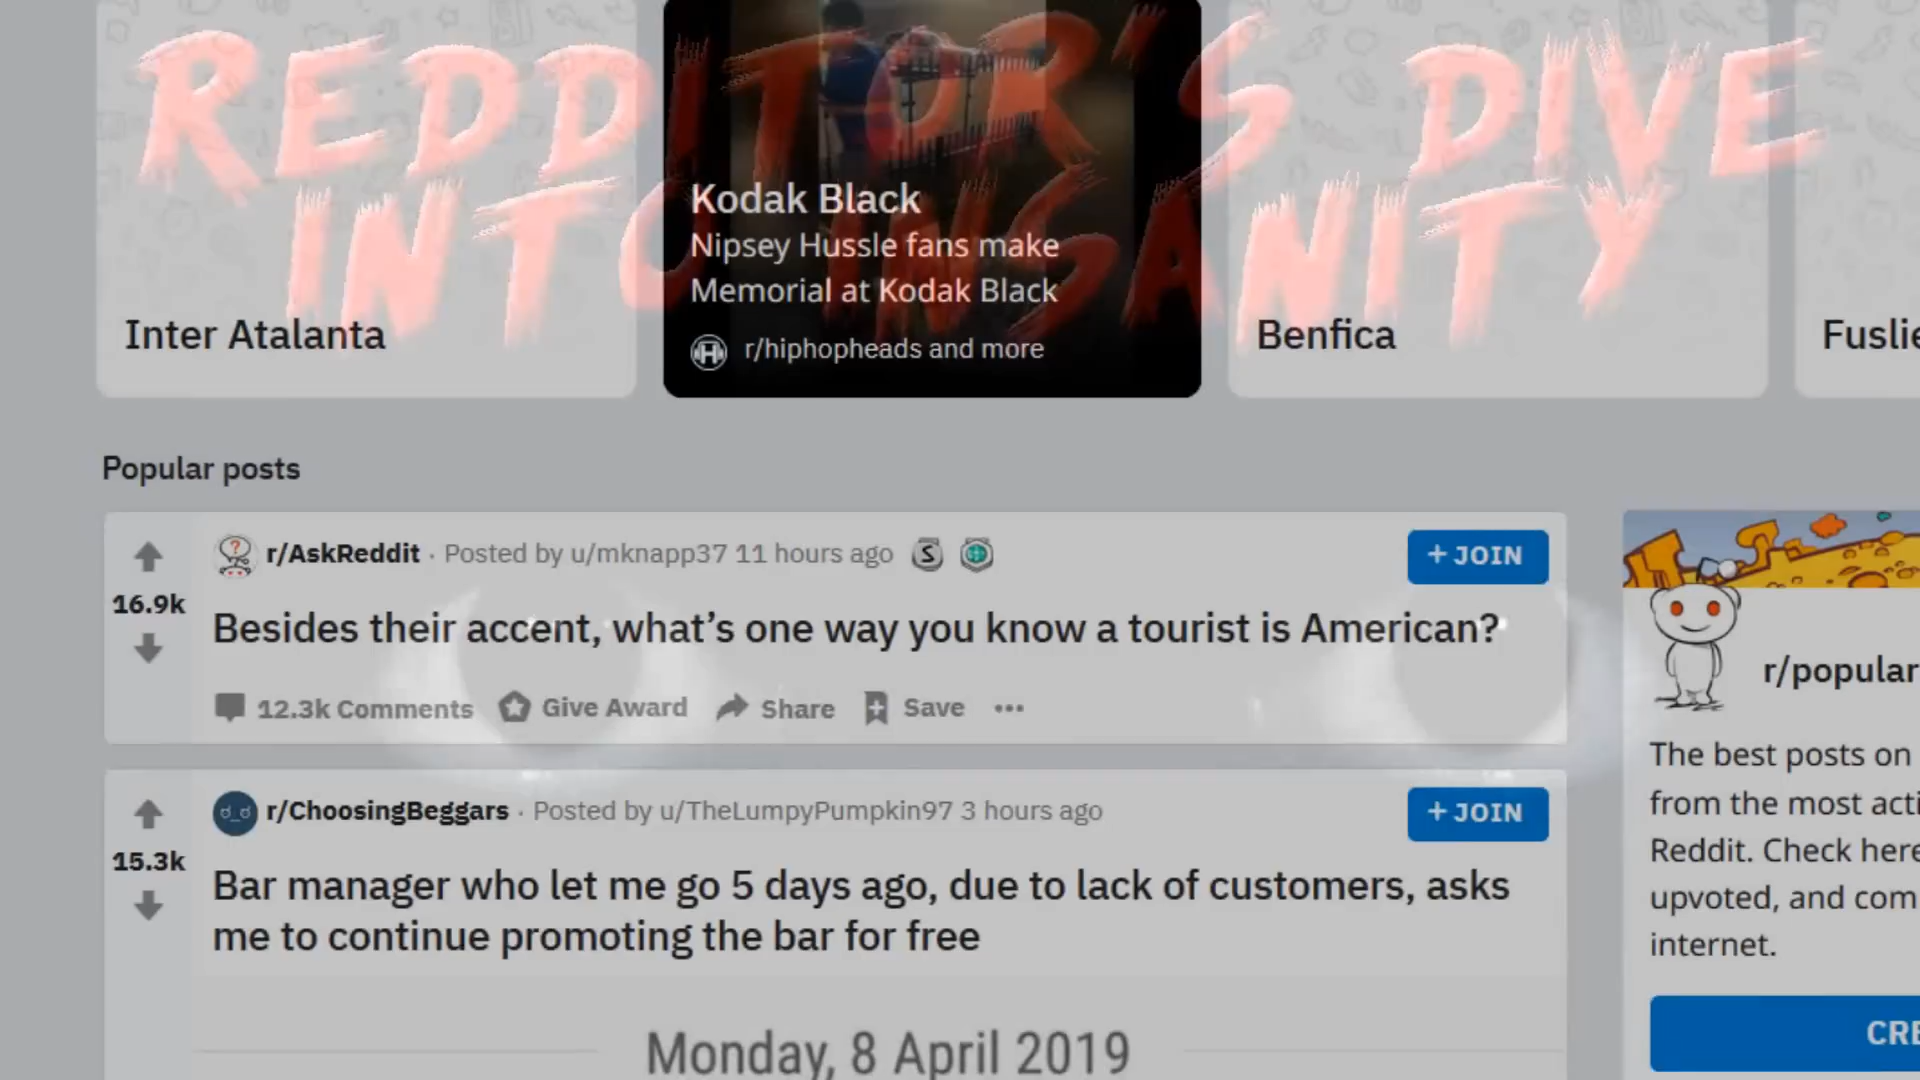 REDDITOR'S DIVE
INTO INSANITY
Inter Atalanta
Kodak Black
Nipsey Hussle fans make
Memorial at Kodak Black
r/hiphopheads and more
Benfica
Popular posts
16.9k
r/AskReddit · Posted by u/mknapp37 11 hours ago
+ JOIN
Besides their accent, what's one way you know a tourist is American?
12.3k Comments Give Award Share Save ...
15.3k
r/ChoosingBeggars · Posted by u/TheLumpyPumpkin97 3 hours ago
+ JOIN
Bar manager who let me go 5 days ago, due to lack of customers, asks
me to continue promoting the bar for free
Monday, 8 April 2019
r/popular
The best posts on
from the most
Reddit. Check here
upvoted, and
internet.